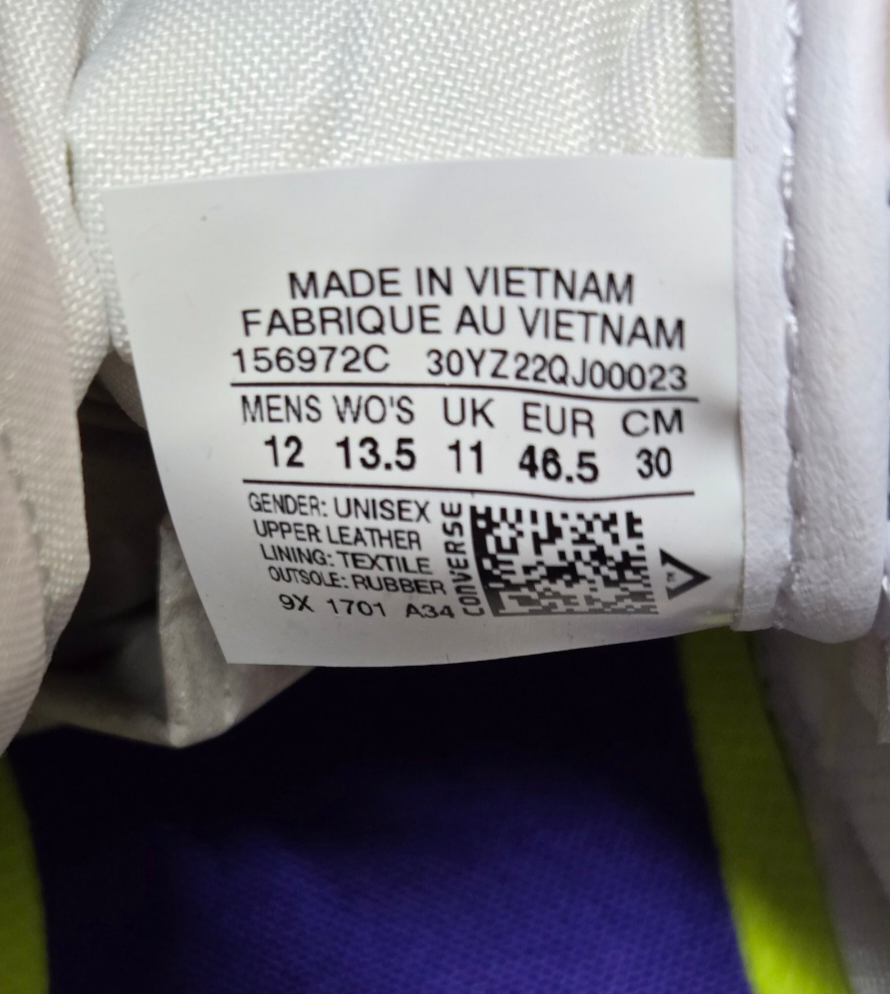 MADE IN VIETNAM
FABRIQUE AU VIETNAM
156972C 30YZ22QJ00023
MENS WO'S UK EUR CM
12 13.5 11 46.5 30
GENDER: UNISEX
UPPER: LEATHER
LINING: TEXTILE
OUTSOLE: RUBBER
9X 1701 A34
CONVERSE
TM